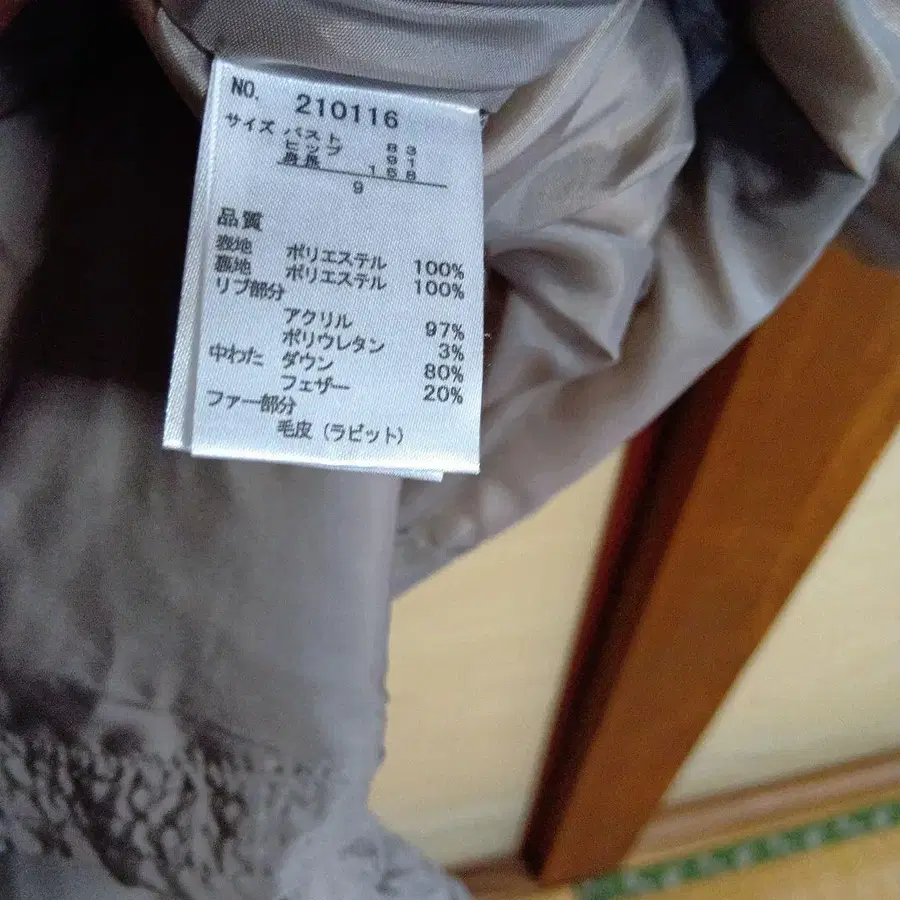 NO. 210116
サイズ バスト 83
ヒップ 91
身長 158
9
品質
表地 ポリエステル 100%
裏地 ポリエステル 100%
リブ部分
アクリル 97%
ポリウレタン 3%
中わた ダウン 80%
フェザー 20%
ファー部分
毛皮 (ラビット)